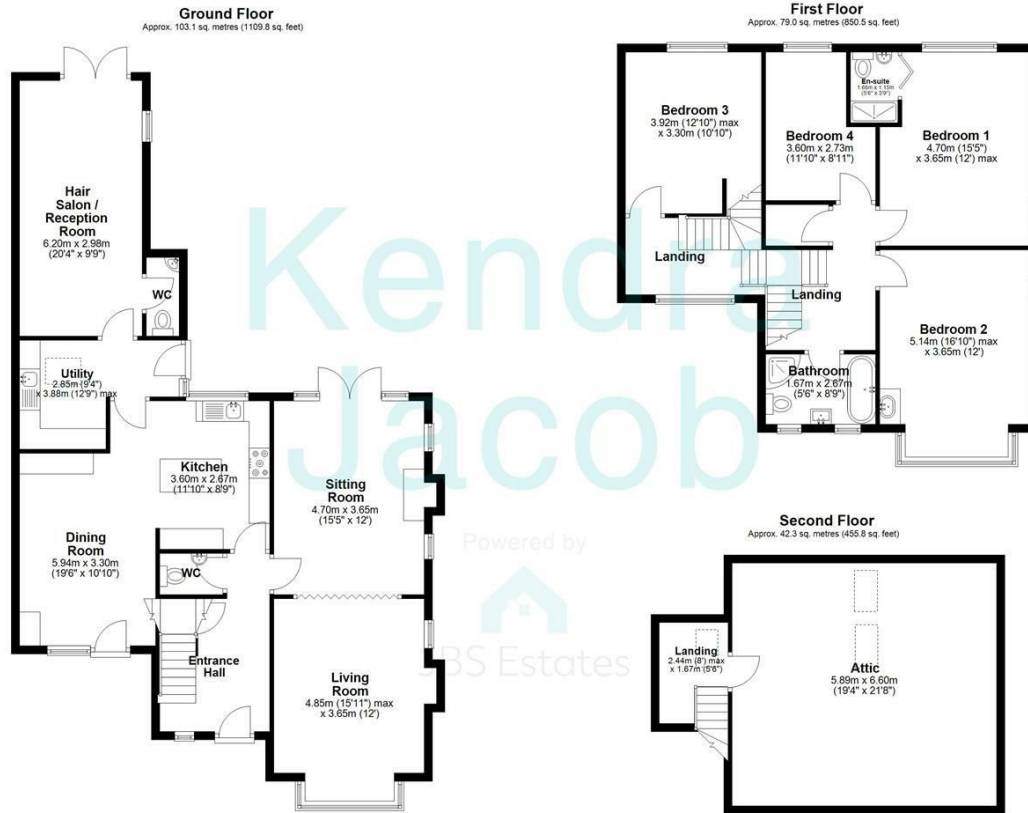 Ground Floor
Approx. 103.1 sq. metres (1109.8 sq. feet)
Hair
Salon /
Reception
Room
6.20m x 2.98m
(20'4" x 9'9")
WC
Utility
2.85m (9'4")
x 3.88m (12'9") max
Kitchen
3.60m x 2.67m
(11'10" x 8'9")
Sitting
Room
4.70m x 3.65m
(15'5" x 12')
Dining
Room
5.94m x 3.30m
(19'6" x 10'10")
WC
Entrance
Hall
Living
Room
4.85m (15'11") max
x 3.65m (12')
First Floor
Approx. 79.0 sq. metres (850.5 sq. feet)
Bedroom 3
3.92m (12'10") max
x 3.30m (10'10")
Bedroom 4
3.60m x 2.73m
(11'10" x 8'11")
En-suite
1.68m x 1.15m
(5'6" x 3'9")
Bedroom 1
4.70m (15'5")
x 3.65m (12') max
Landing
Landing
Bedroom 2
5.14m (16'10") max
x 3.65m (12')
Bathroom
1.67m x 2.67m
(5'6" x 8'9")
Second Floor
Approx. 42.3 sq. metres (455.8 sq. feet)
Landing
2.44m (8') max
x 1.67m (5'6")
Attic
5.89m x 6.60m
(19'4" x 21'8")
Kendra
Jacob
Powered by
JBS Estates